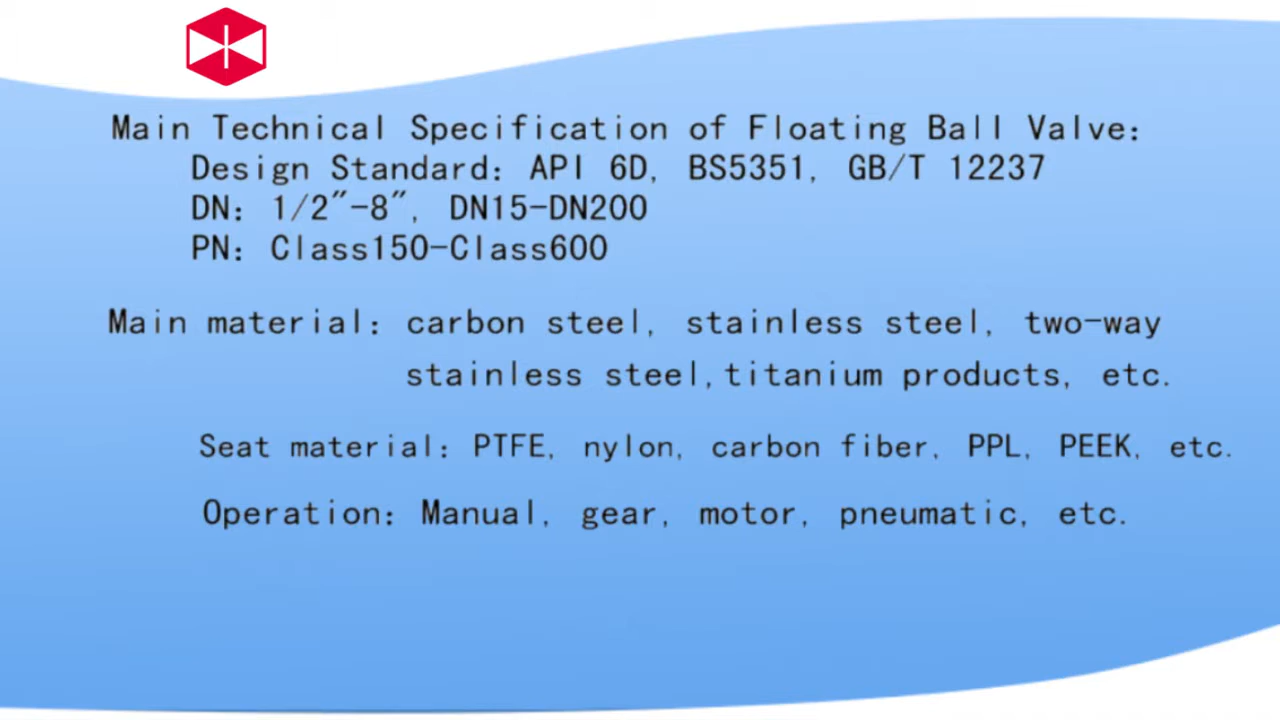 Main Technical Specification of Floating Ball Valve:
Design Standard: API 6D, BS5351, GB/T 12237
DN: 1/2"-8", DN15-DN200
PN: Class150-Class600
Main material: carbon steel, stainless steel, two-way
stainless steel,titanium products, etc.
Seat material: PTFE, nylon, carbon fiber, PPL, PEEK, etc.
Operation: Manual, gear, motor, pneumatic, etc.